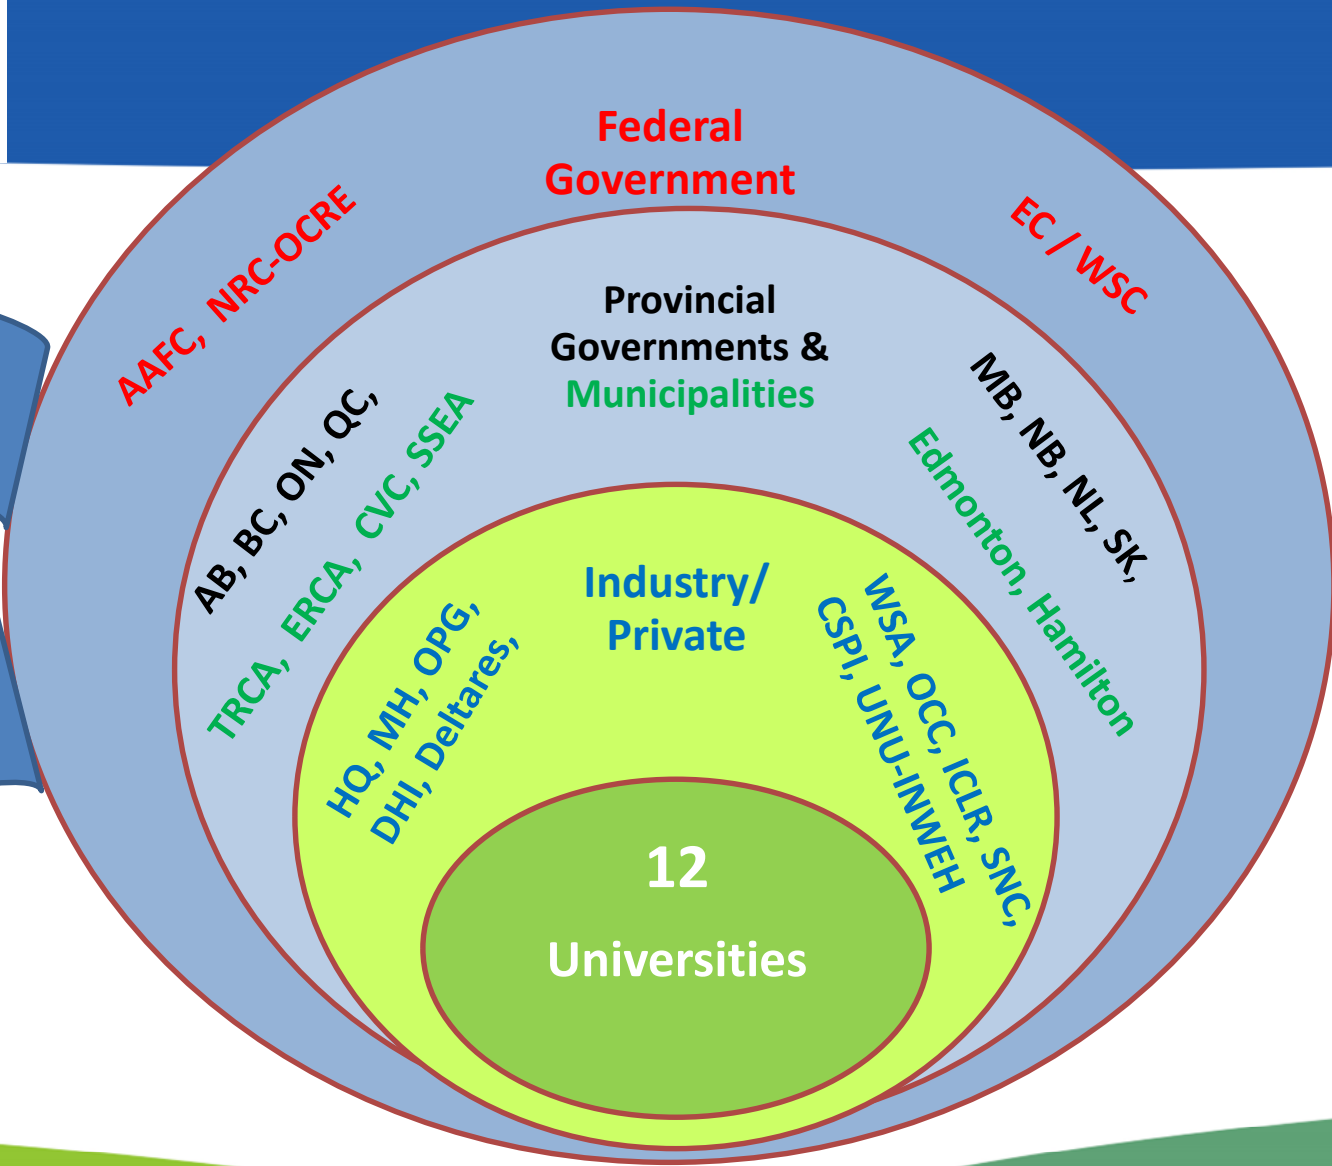 Federal
Government
AAFC, NRC-OCRE
EC / WSC
Provincial
Governments &
Municipalities
AB, BC, ON, QC,
TRCA, ERCA, CVC, SSEA
MB, NB, NL, SK,
Edmonton, Hamilton
Industry/
Private
HQ, MH, OPG,
DHI, Deltares,
WSA, OCC, ICLR, SNC,
CSPI, UNU-INWEH
12
Universities